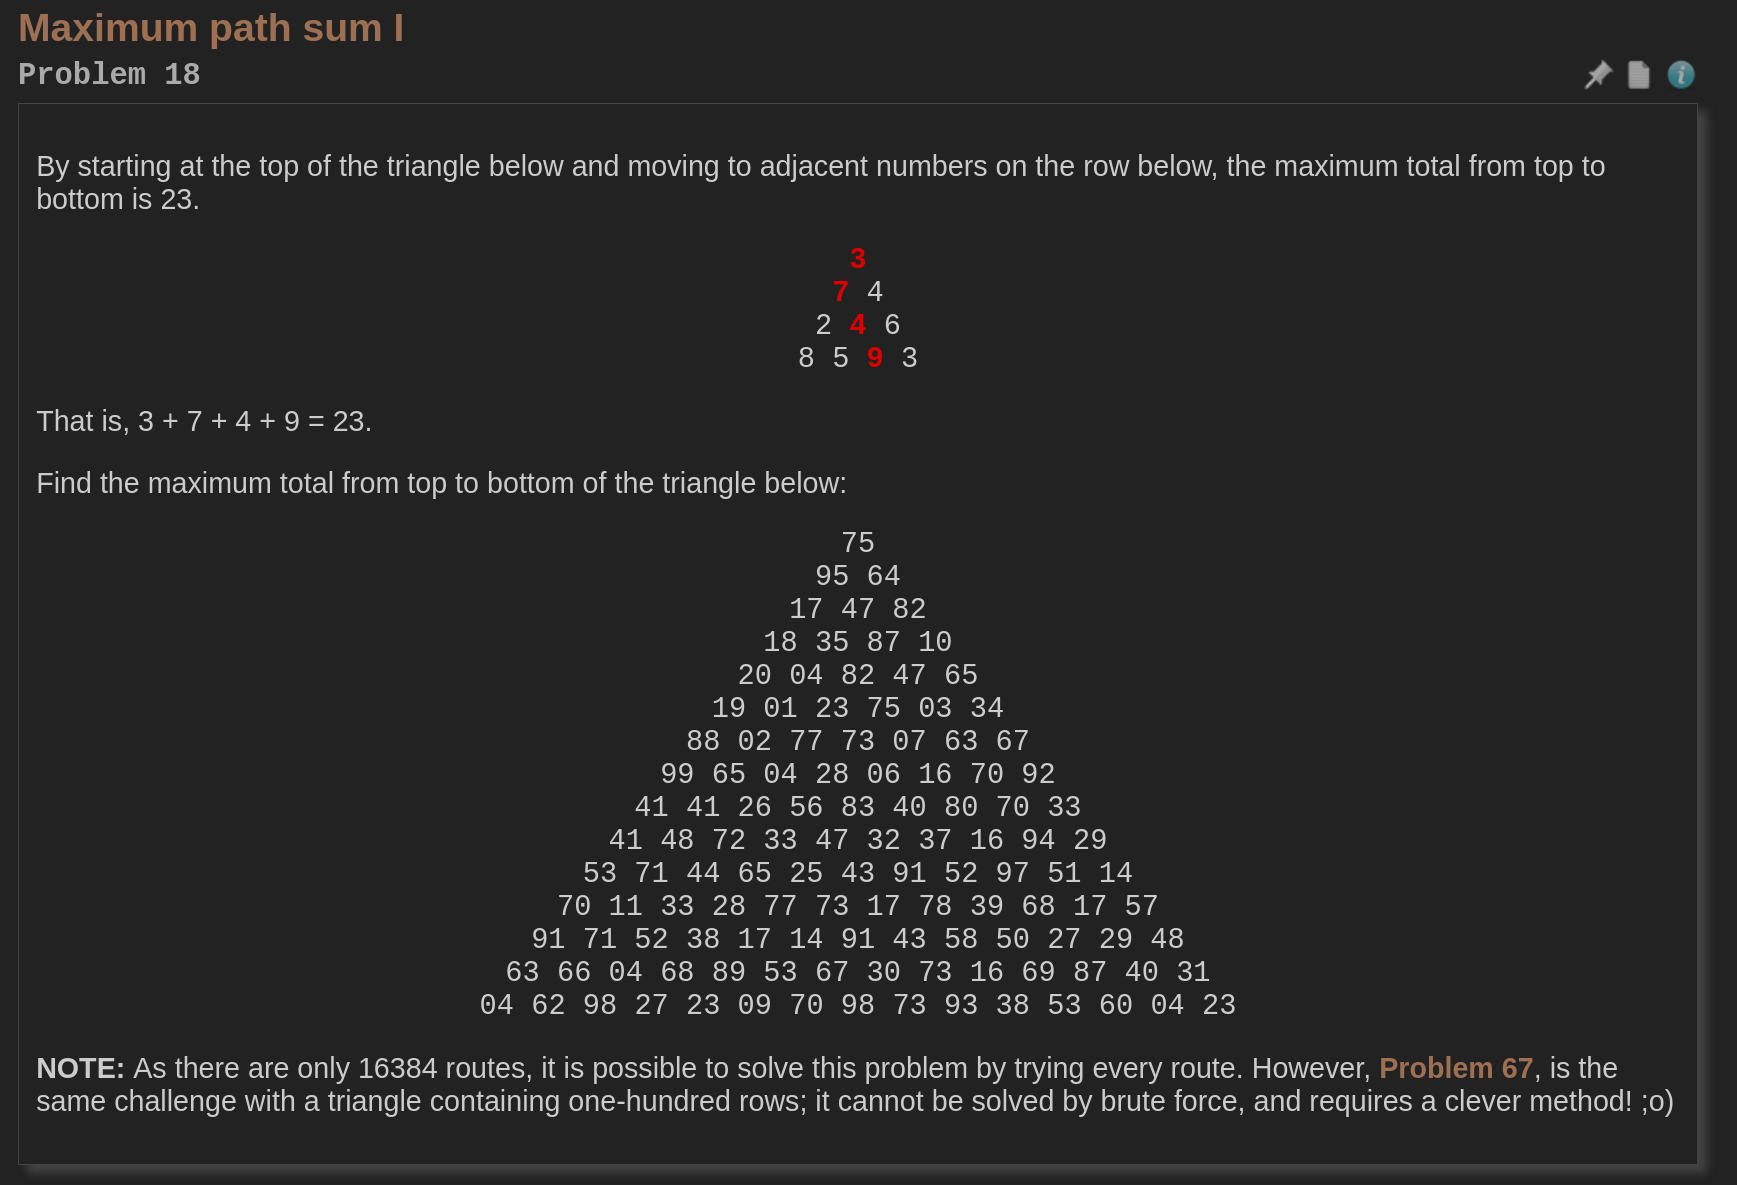 Maximum path sum I
Problem 18
By starting at the top of the triangle below and moving to adjacent numbers on the row below, the maximum total from top to
bottom is 23.
3
7 4
2 4 6
8 5 9 3
That is, 3 + 7 + 4 + 9 = 23.
Find the maximum total from top to bottom of the triangle below:
75
95 64
17 47 82
18 35 87 10
20 04 82 47 65
19 01 23 75 03 34
88 02 77 73 07 63 67
99 65 04 28 06 16 70 92
41 41 26 56 83 40 80 70 33
41 48 72 33 47 32 37 16 94 29
53 71 44 65 25 43 91 52 97 51 14
70 11 33 28 77 73 17 78 39 68 17 57
91 71 52 38 17 14 91 43 58 50 27 29 48
63 66 04 68 89 53 67 30 73 16 69 87 40 31
04 62 98 27 23 09 70 98 73 93 38 53 60 04 23
NOTE: As there are only 16384 routes, it is possible to solve this problem by trying every route. However, Problem 67, is the
same challenge with a triangle containing one-hundred rows; it cannot be solved by brute force, and requires a clever method! ;o)